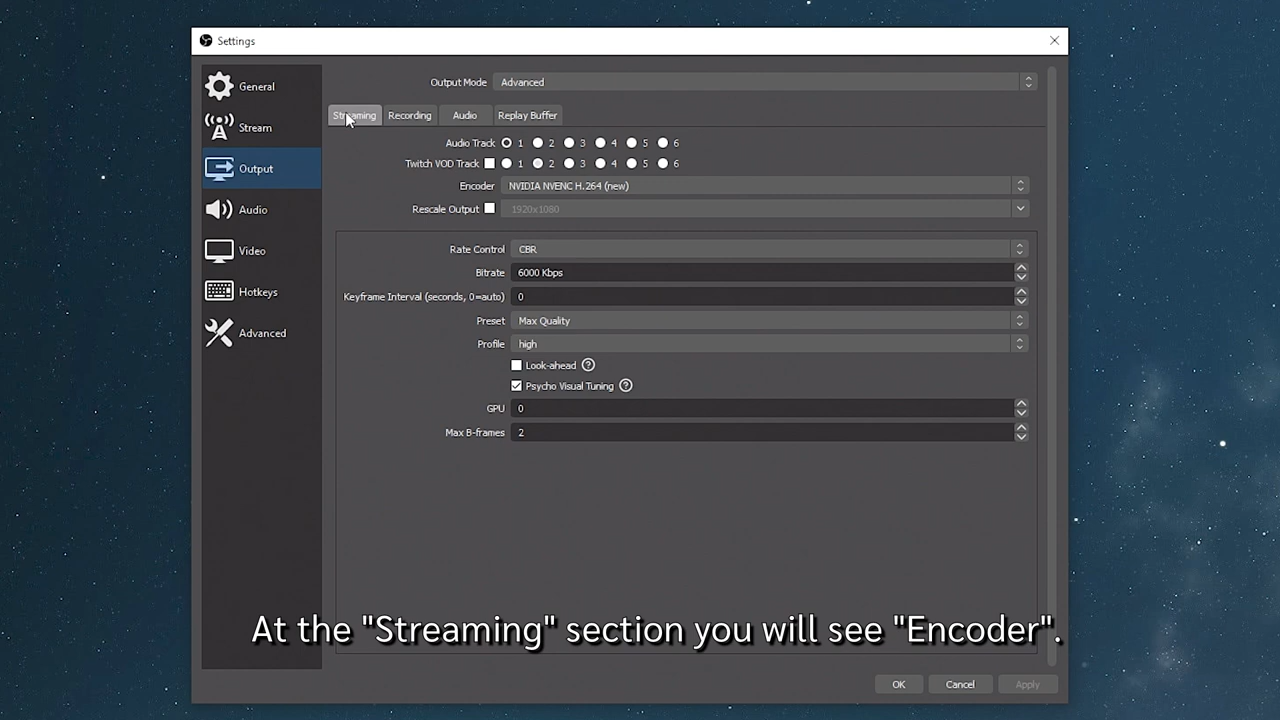 Settings
General
Stream
Output
Audio
Video
Hotkeys
Advanced
Output Mode Advanced
Streaming Recording Audio Replay Buffer
Audio Track 1 2 3 4 5 6
Twitch VOD Track 1 2 3 4 5 6
Encoder NVIDIA NVENC H.264 (new)
Rescale Output 1920x1080
Rate Control CBR
Bitrate 6000 Kbps
Keyframe Interval (seconds, 0=auto) 0
Preset Max Quality
Profile high
Look-ahead ?
Psycho Visual Tuning ?
GPU 0
Max B-frames 2
At the "Streaming" section you will see "Encoder".
OK Cancel Apply